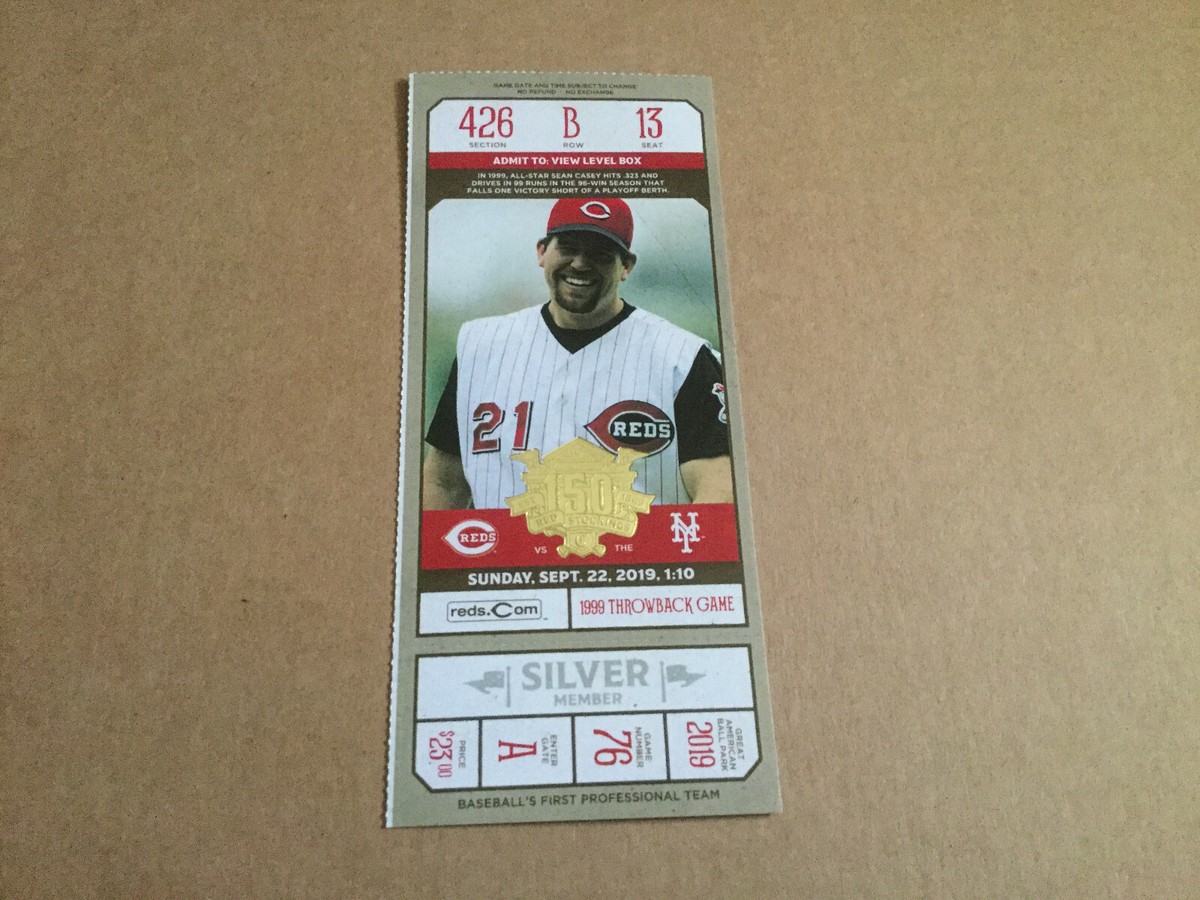 GAME DATE AND TIME SUBJECT TO CHANGE
NO REFUND NO EXCHANGE
426 B 13
SECTION ROW SEAT
ADMIT TO: VIEW LEVEL BOX
IN 1999, ALL-STAR SEAN CASEY HITS .323 AND
DRIVES IN 99 RUNS IN THE 96-WIN SEASON THAT
FALLS ONE VICTORY SHORT OF A PLAYOFF BERTH.
21 REDS
150
RED STOCKINGS
REDS VS THE NY
SUNDAY, SEPT. 22, 2019, 1:10
reds.Com 1999 THROWBACK GAME
SILVER
MEMBER
PRICE
$23.00
ENTER
GATE
A
GAME
NUMBER
76
GREAT
AMERICAN
BALL PARK
2019
BASEBALL'S FIRST PROFESSIONAL TEAM